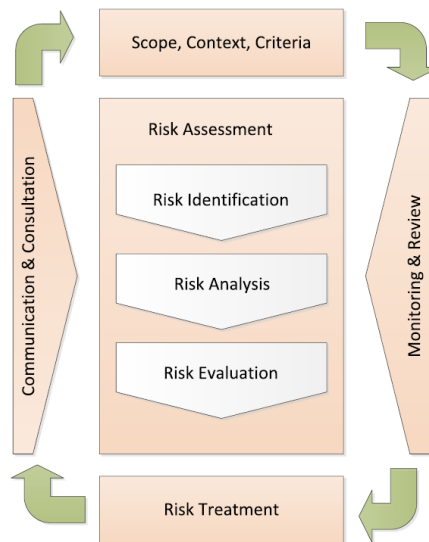 Scope, Context, Criteria
Risk Assessment
Risk Identification
Risk Analysis
Risk Evaluation
Communication & Consultation
Monitoring & Review
Risk Treatment